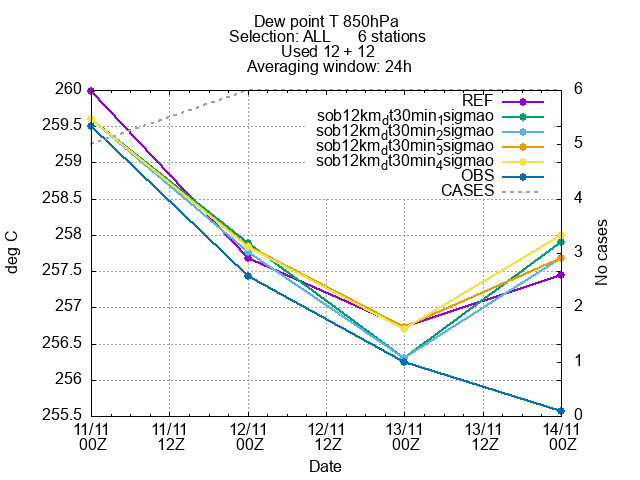 Dew point T 850hPa
Selection: ALL 6 stations
Used 12 + 12
Averaging window: 24h
260
259.5
259
258.5
258
257.5
257
256.5
256
255.5
deg C
REF
sob12km_dt30min_1sigmao
sob12km_dt30min_2sigmao
sob12km_dt30min_3sigmao
sob12km_dt30min_4sigmao
OBS
CASES
6
5
4
3
2
1
0
No cases
11/11 11/11 12/11 12/11 13/11 13/11 14/11
00Z 12Z 00Z 12Z 00Z 12Z 00Z
Date